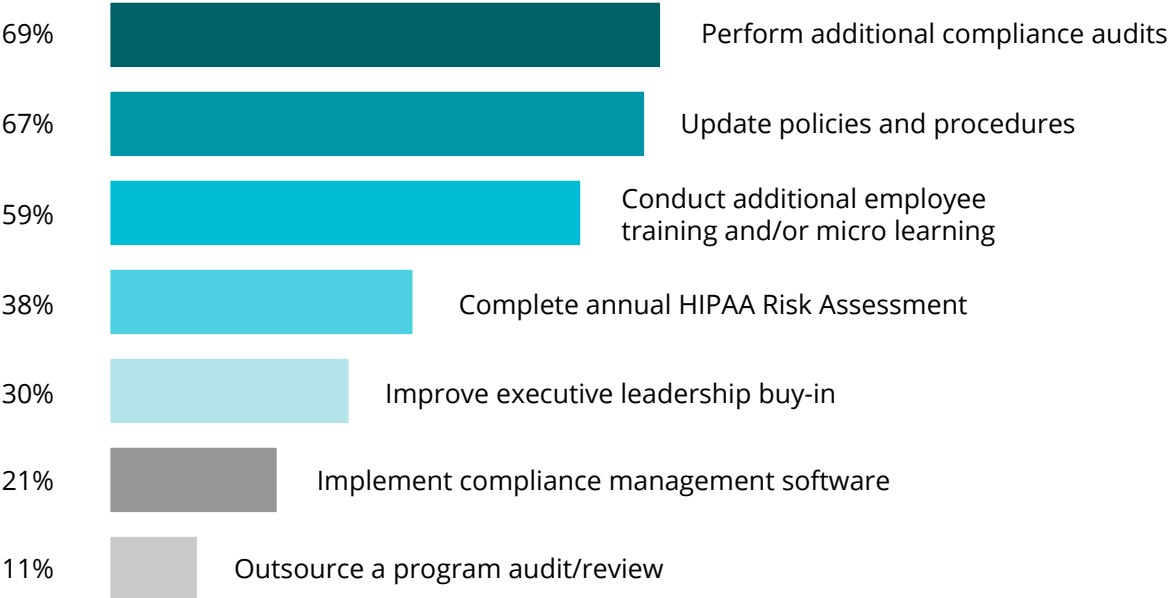 69% Perform additional compliance audits
67% Update policies and procedures
59% Conduct additional employee
training and/or micro learning
38% Complete annual HIPAA Risk Assessment
30% Improve executive leadership buy-in
21% Implement compliance management software
11% Outsource a program audit/review